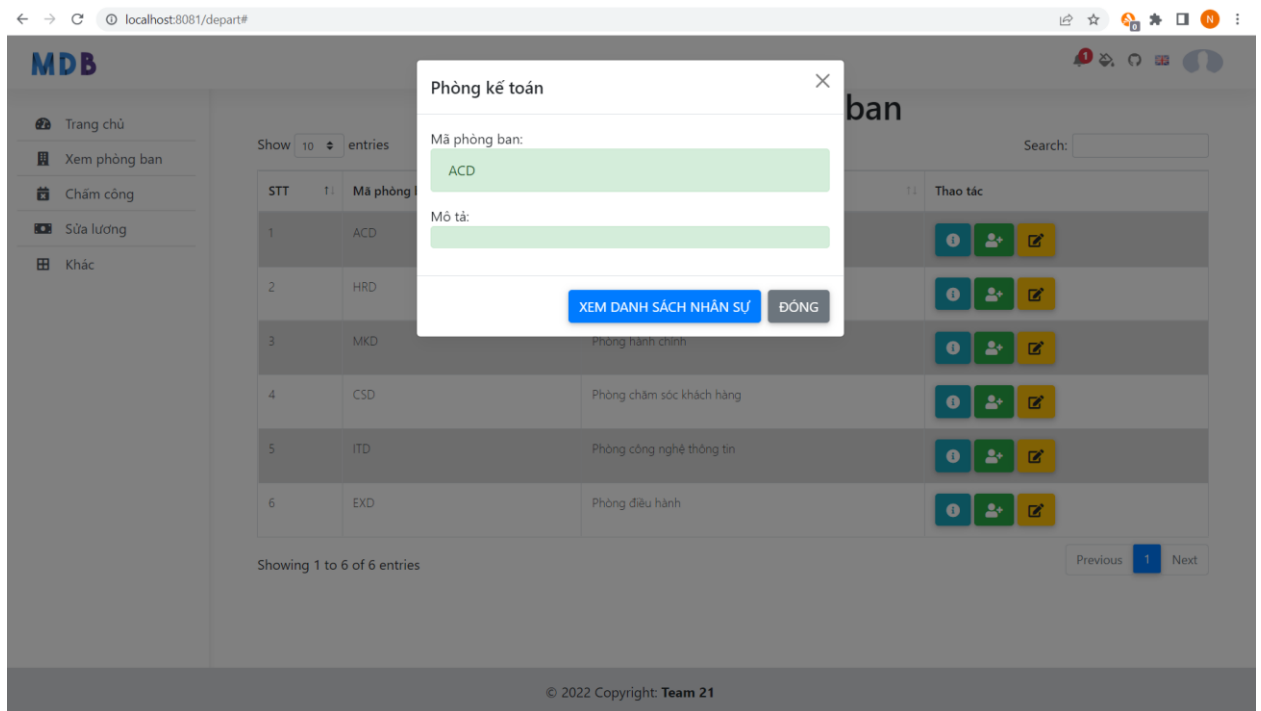 localhost:8081/depart#
0
N
MDB
1
Trang chủ
Xem phòng ban
Chấm công
Sửa lương
Khác
ban
Show 10 entries
Search:
STT Mã phòng Thao tác
1 ACD
2 HRD
3 MKD Phòng hành chính
4 CSD Phòng chăm sóc khách hàng
5 ITD Phòng công nghệ thông tin
6 EXD Phòng điều hành
Showing 1 to 6 of 6 entries
Previous 1 Next
Phòng kế toán
Mã phòng ban:
ACD
Mô tả:
XEM DANH SÁCH NHÂN SỰ ĐÓNG
© 2022 Copyright: Team 21